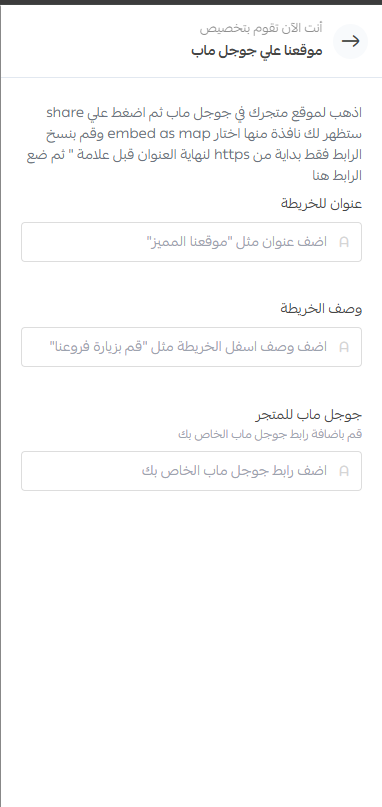 أنت الآن تقوم بتخصيص
موقعنا علي جوجل ماب
اذهب لموقع متجرك في جوجل ماب ثم اضغط علي share
ستظهر لك نافذة منها اختار embed as map وقم بنسخ
الرابط فقط بداية من https لنهاية العنوان قبل علامة " ثم ضع
الرابط هنا
عنوان للخريطة
اضف عنوان مثل "موقعنا المميز"
وصف الخريطة
اضف وصف اسفل الخريطة مثل "قم بزيارة فروعنا"
جوجل ماب للمتجر
قم باضافة رابط جوجل ماب الخاص بك
اضف رابط جوجل ماب الخاص بك